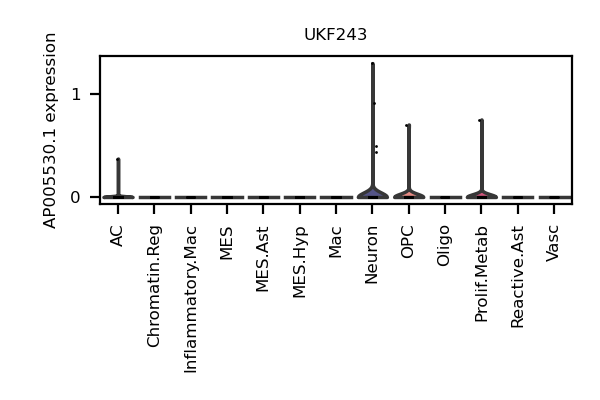 UKF243
AP005530.1 expression
1
0
AC
Chromatin.Reg
Inflammatory.Mac
MES
MES.Ast
MES.Hyp
Mac
Neuron
OPC
Oligo
Prolif.Metab
Reactive.Ast
Vasc